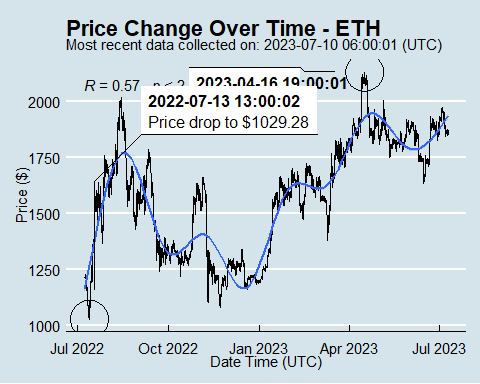 Price Change Over Time - ETH
Most recent data collected on: 2023-07-10 06:00:01 (UTC)
R = 0.57
2023-04-16 19:00:01
2022-07-13 13:00:02
Price drop to $1029.28
Price ($)
2000
1750
1500
1250
1000
Jul 2022 Oct 2022 Jan 2023 Apr 2023 Jul 2023
Date Time (UTC)